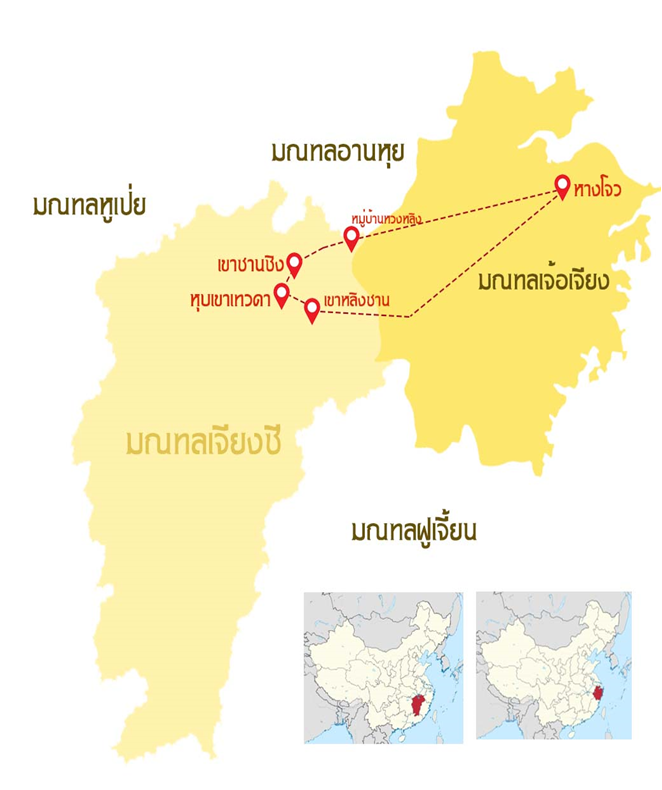 มณฑลอานหุย
มณฑลหูเป่ย
หางโจว
หมู่บ้านหวงหลิง
เขาซานชิง
มณฑลเจ้อเจียง
หุบเขาเทวดา
เขาหลิงซาน
มณฑลเจียงซี
มณฑลฝูเจี้ยน